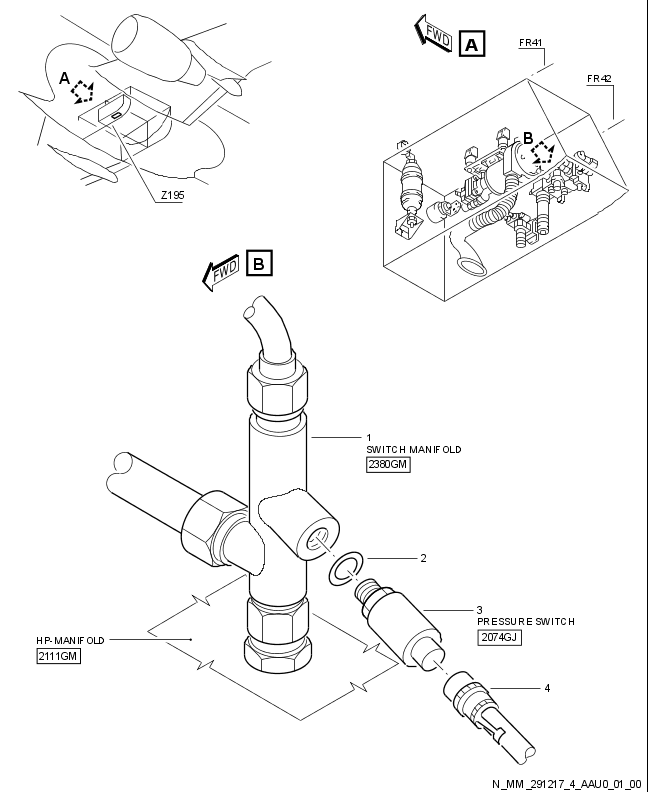 FWD
A
FR41
FR42
A
B
Z195
FWD
B
1
SWITCH MANIFOLD
2380GM
2
3
PRESSURE SWITCH
2074GJ
HP-MANIFOLD
2111GM
4
N_MM_291217_4_AAU0_01_00